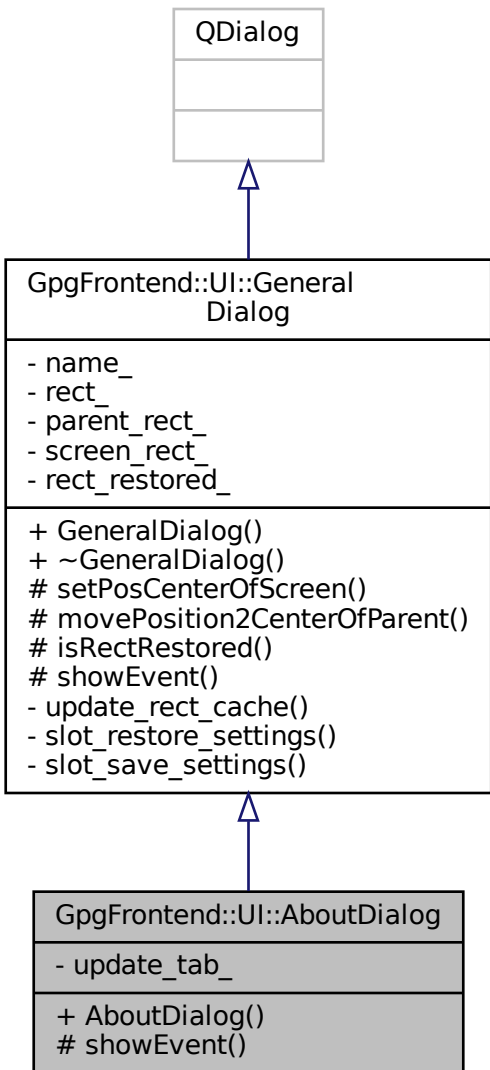 QDialog
GpgFrontend::UI::General
Dialog
- name_
- rect_
- parent_rect_
- screen_rect_
- rect_restored_
+ GeneralDialog()
+ ~GeneralDialog()
# setPosCenterOfScreen()
# movePosition2CenterOfParent()
# isRectRestored()
# showEvent()
- update_rect_cache()
- slot_restore_settings()
- slot_save_settings()
GpgFrontend::UI::AboutDialog
- update_tab_
+ AboutDialog()
# showEvent()